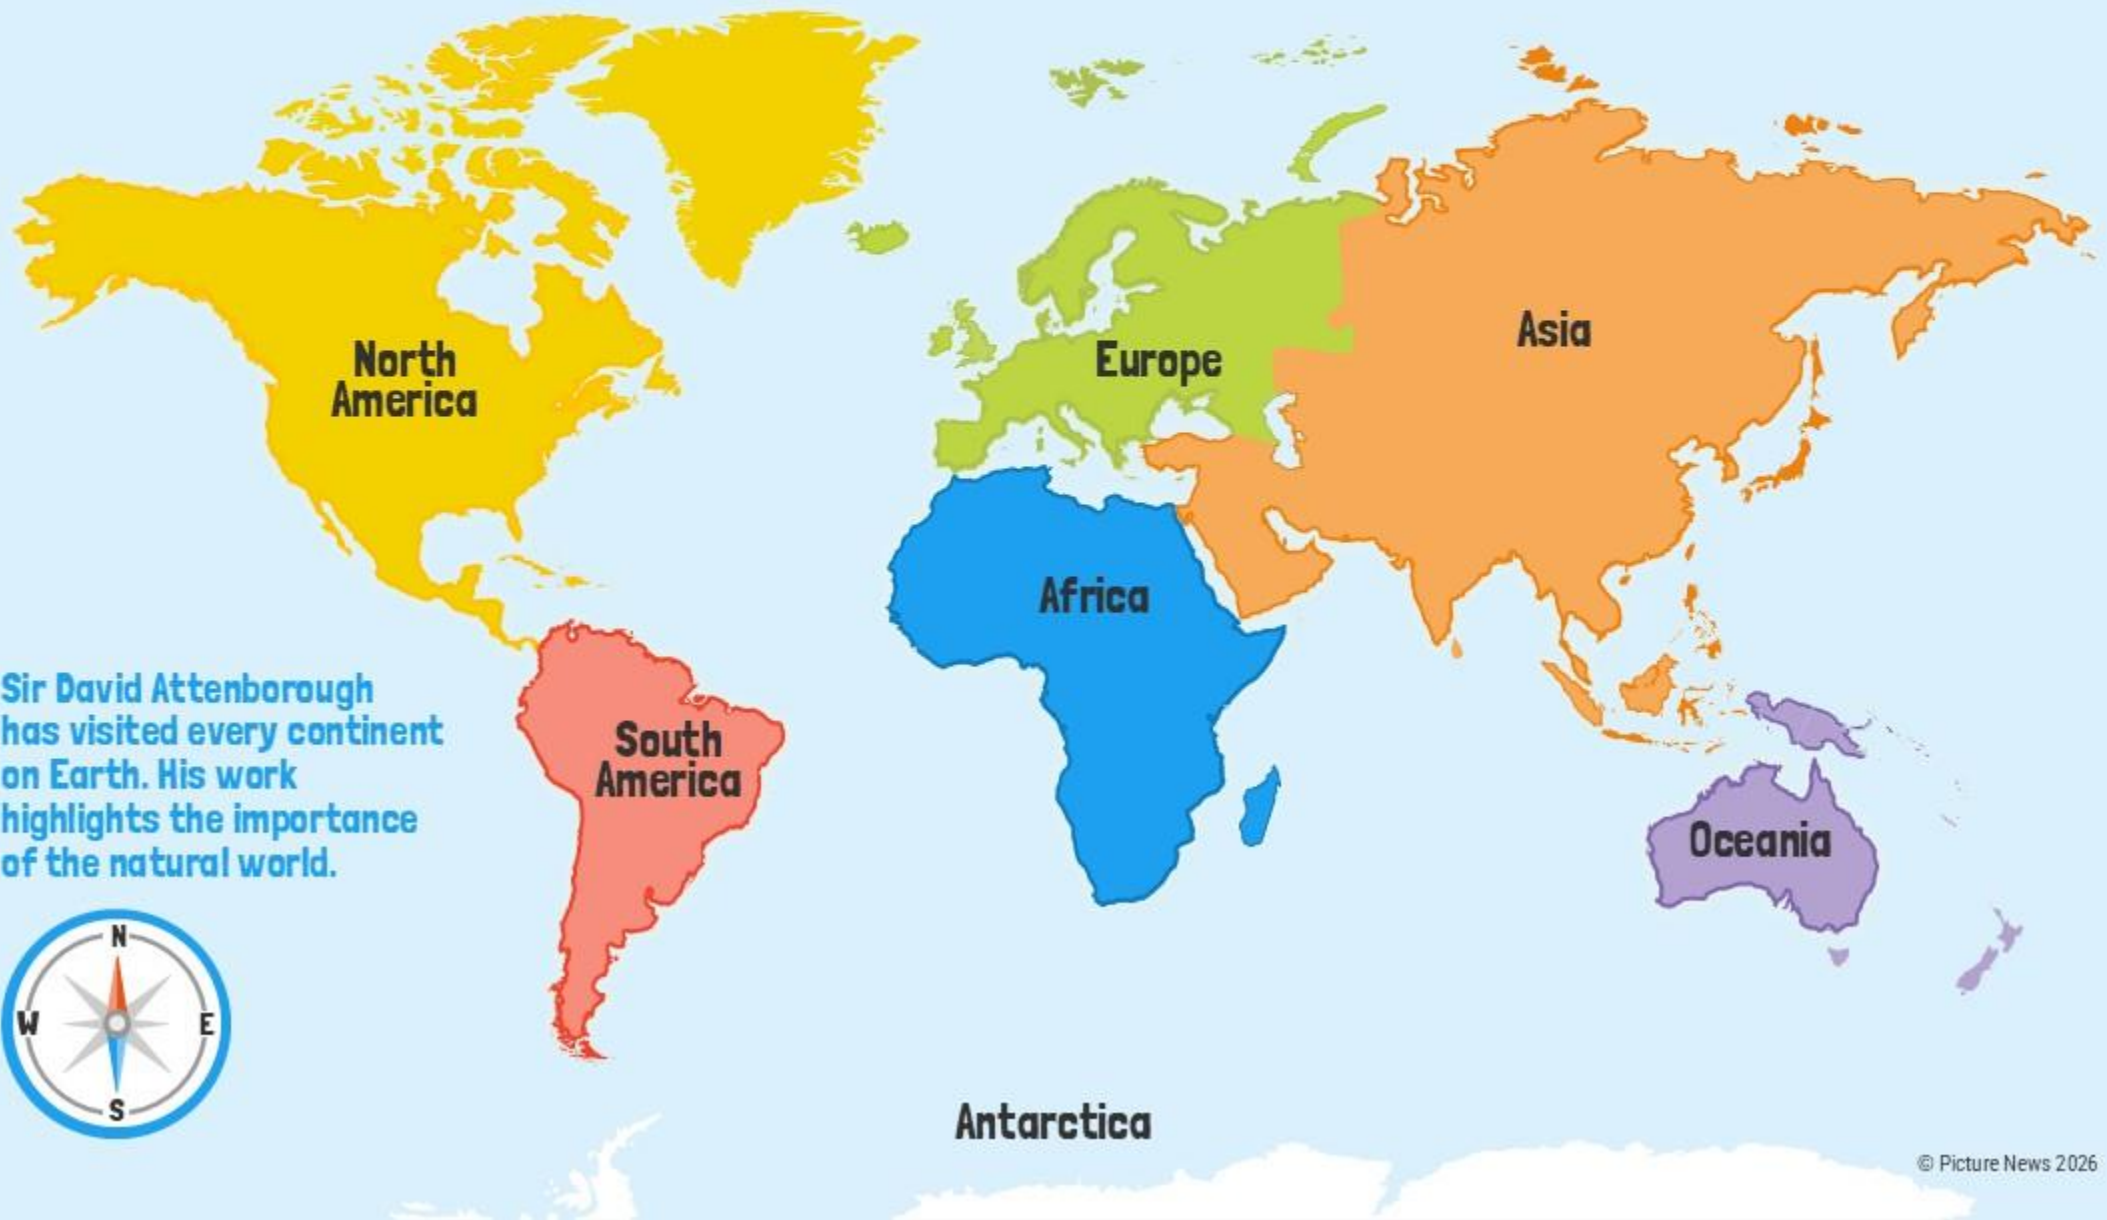 North
America
Europe
Asia
Africa
South
America
Oceania
Sir David Attenborough
has visited every continent
on Earth. His work
highlights the importance
of the natural world.
N
W
E
S
Antarctica
© Picture News 2026